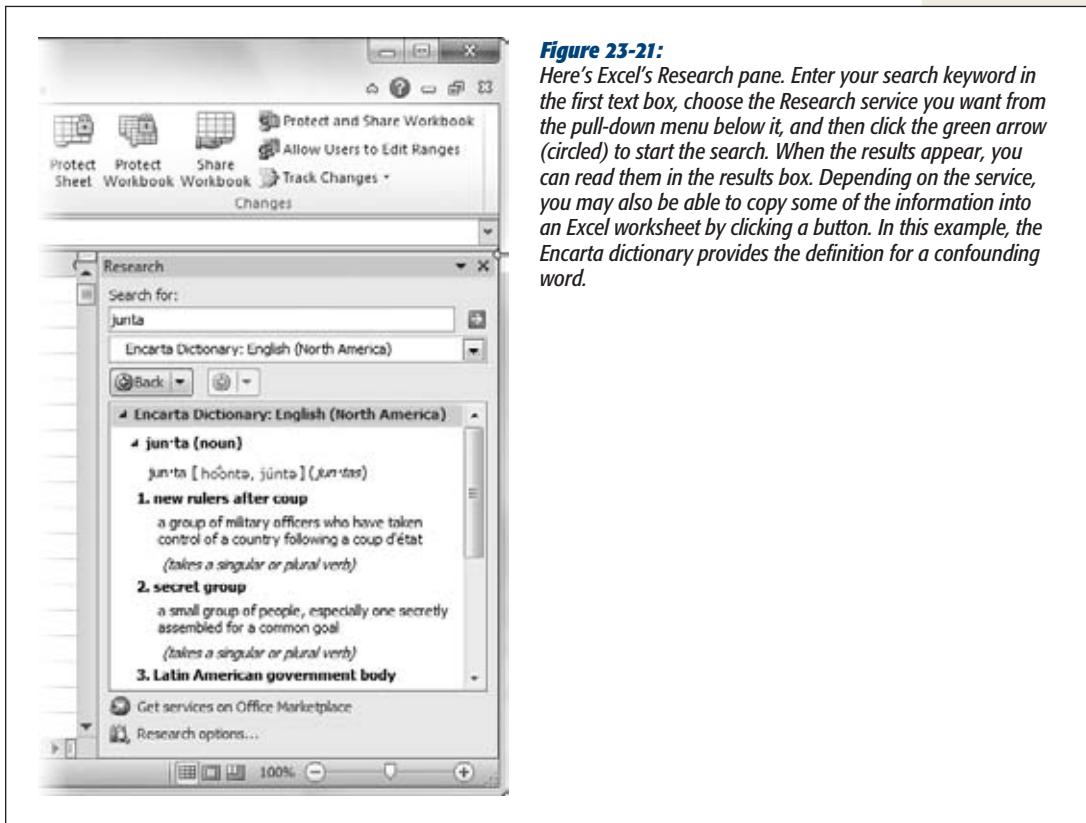 Protect and Share Workbook
Allow Users to Edit Ranges
Track Changes
Protect Sheet
Protect Workbook
Share Workbook
Changes
Research
Search for:
junta
Encarta Dictionary: English (North America)
Back
Encarta Dictionary: English (North America)
jun·ta (noun)
jun·ta [ho͝ontə, júntə] (jun·tas)
1. new rulers after coup
a group of military officers who have taken
control of a country following a coup d'état
(takes a singular or plural verb)
2. secret group
a small group of people, especially one secretly
assembled for a common goal
(takes a singular or plural verb)
3. Latin American government body
Get services on Office Marketplace
Research options...
100%
Figure 23-21:
Here's Excel's Research pane. Enter your search keyword in
the first text box, choose the Research service you want from
the pull-down menu below it, and then click the green arrow
(circled) to start the search. When the results appear, you
can read them in the results box. Depending on the service,
you may also be able to copy some of the information into
an Excel worksheet by clicking a button. In this example, the
Encarta dictionary provides the definition for a confounding
word.